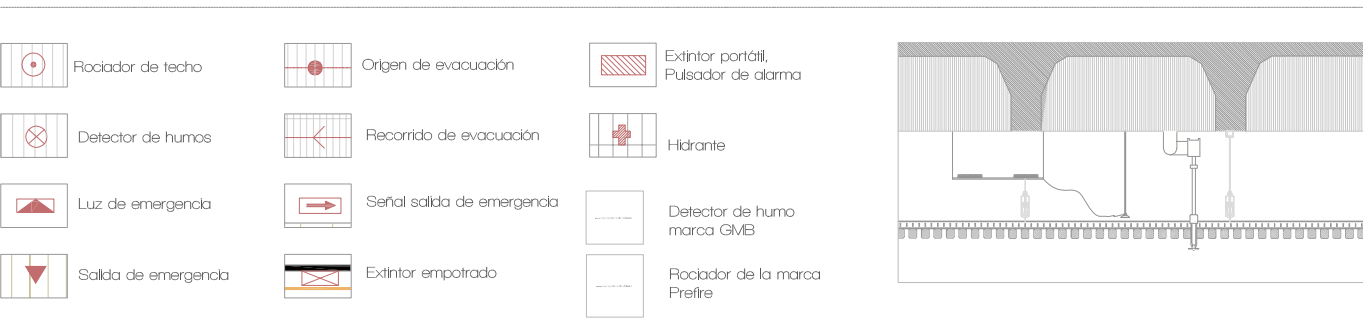 Rociador de techo
Detector de humos
Luz de emergencia
Salida de emergencia
Origen de evacuación
Recorrido de evacuación
Señal salida de emergencia
Extintor empotrado
Extintor portátil,
Pulsador de alarma
Hidrante
Detector de humo
marca GMB
Rociador de la marca
Prefire